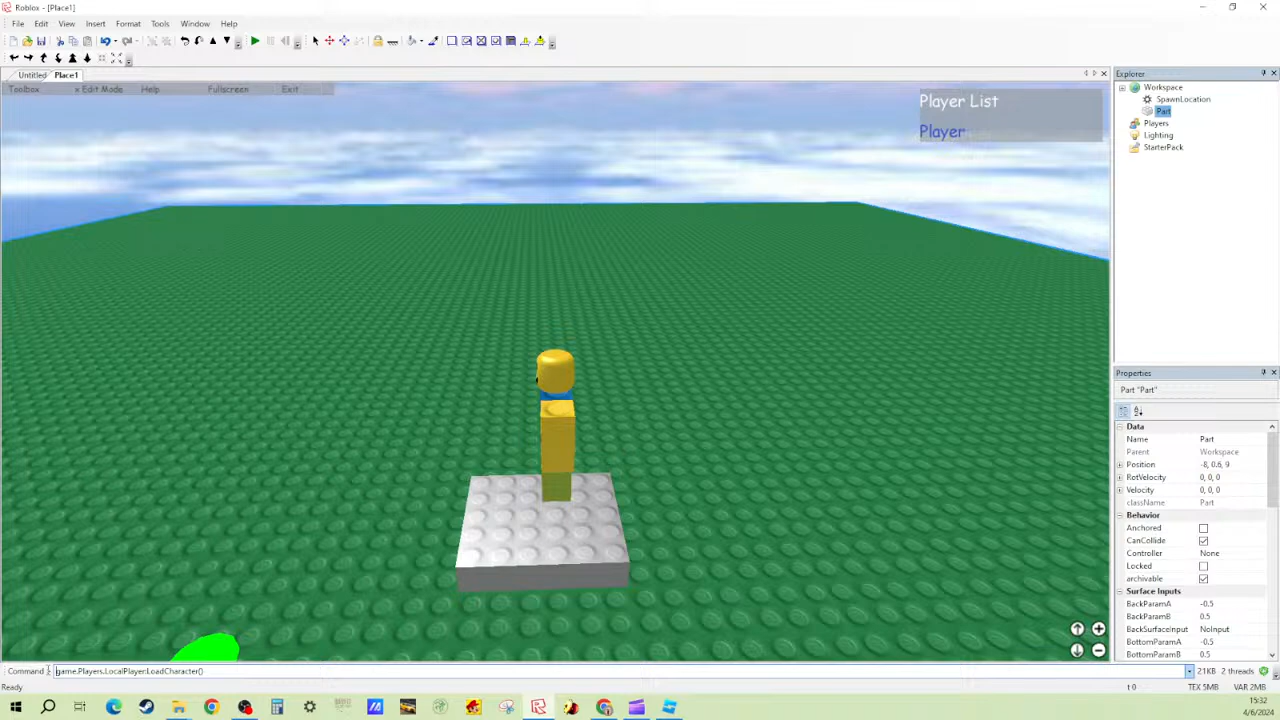 Roblox - [Place1]
File Edit View Insert Format Tools Window Help
Untitled Place1
Toolbox x Edit Mode Help Fullscreen Exit
Player List
Player
Explorer
Workspace
SpawnLocation
Part
Players
Lighting
StarterPack
Properties
Part "Part"
Data
Name Part
Parent Workspace
Position -8, 0.6, 9
RotVelocity 0, 0, 0
Velocity 0, 0, 0
className Part
Behavior
Anchored
CanCollide
Controller None
Locked
archivable
Surface Inputs
BackParamA -0.5
BackParamB 0.5
BackSurfaceInput NoInput
BottomParamA -0.5
BottomParamB 0.5
Command game.Players.LocalPlayer:LoadCharacter()
21KB 2 threads
Ready
t:0 TEX 5MB VAR 2MB
15:32
4/6/2024